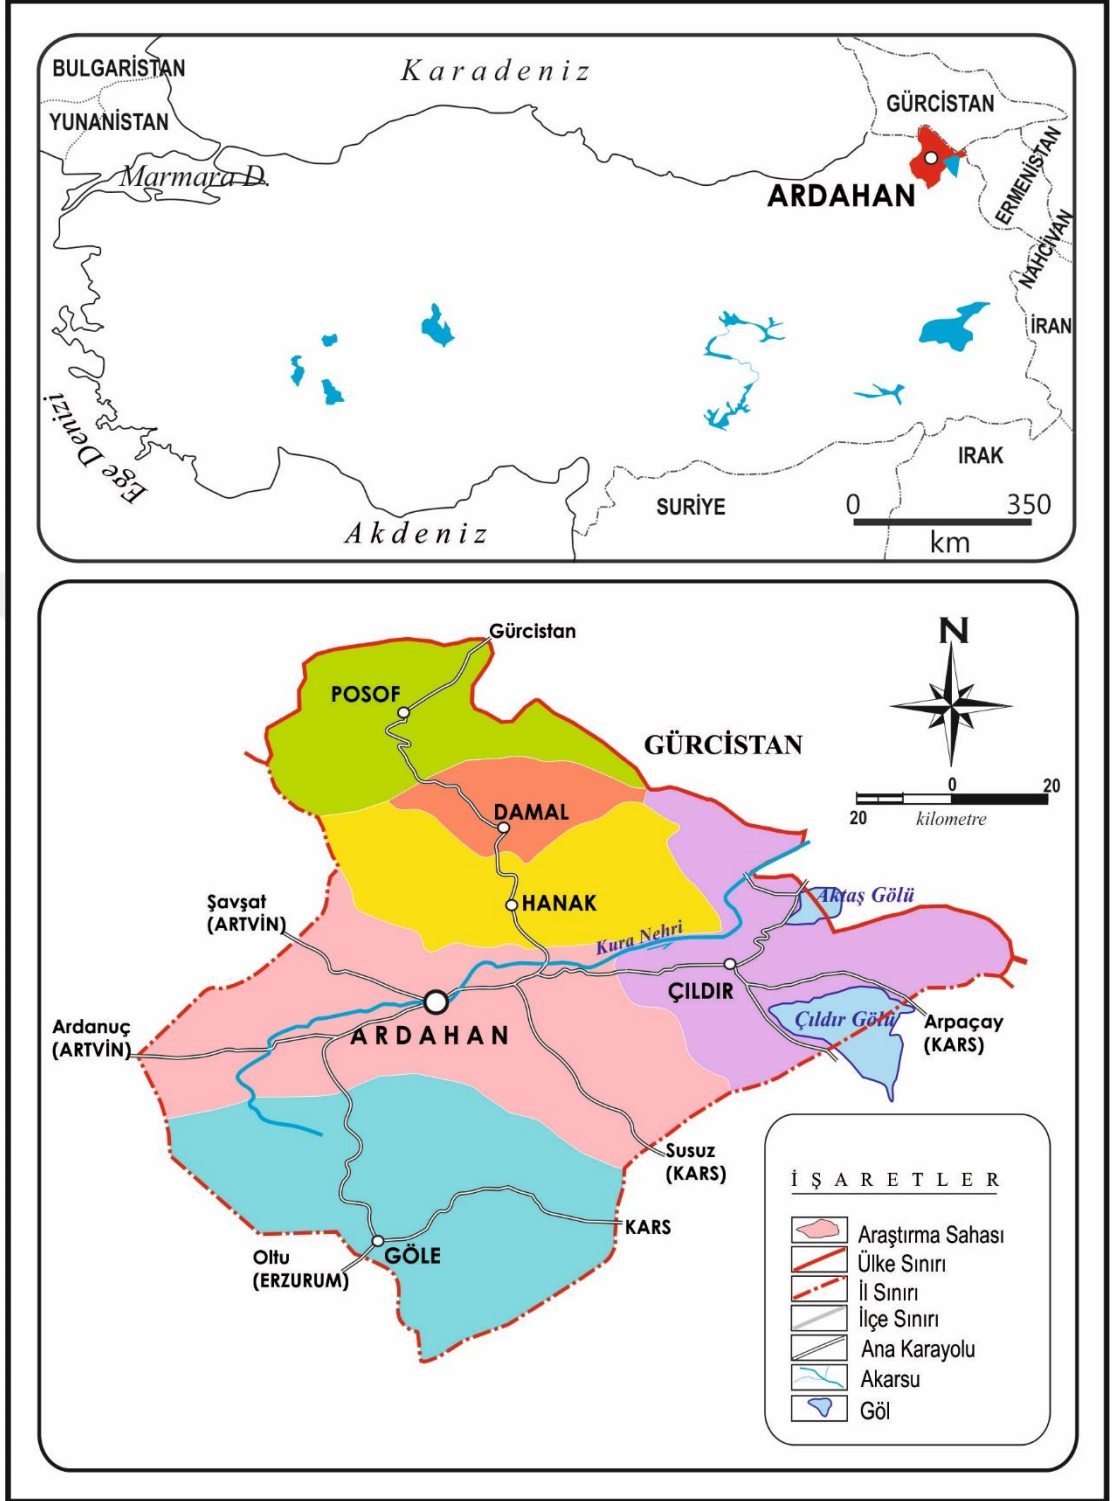 BULGARİSTAN
Karadeniz
YUNANİSTAN
GÜRCİSTAN
Marmara D.
ARDAHAN
ERMENİSTAN
NAHCİVAN
İRAN
Ege Denizi
IRAK
SURİYE
Akdeniz
0 350
km
Gürcistan
N
POSOF
GÜRCİSTAN
0 20
20 kilometre
DAMAL
Şavşat
(ARTVİN)
HANAK
Aktaş Gölü
Kura Nehri
ÇILDIR
Ardanuç
(ARTVİN)
ARDAHAN
Çıldır Gölü
Arpaçay
(KARS)
Susuz
(KARS)
KARS
Oltu
(ERZURUM)
GÖLE
İŞARETLER
Araştırma Sahası
Ülke Sınırı
İl Sınırı
İlçe Sınırı
Ana Karayolu
Akarsu
Göl